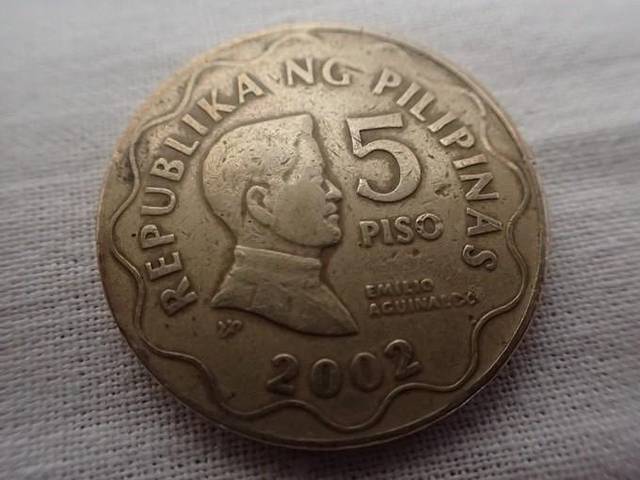 REPUBLIKA NG PILIPINAS
5
PISO
EMILIO
AGUINALDO
2002